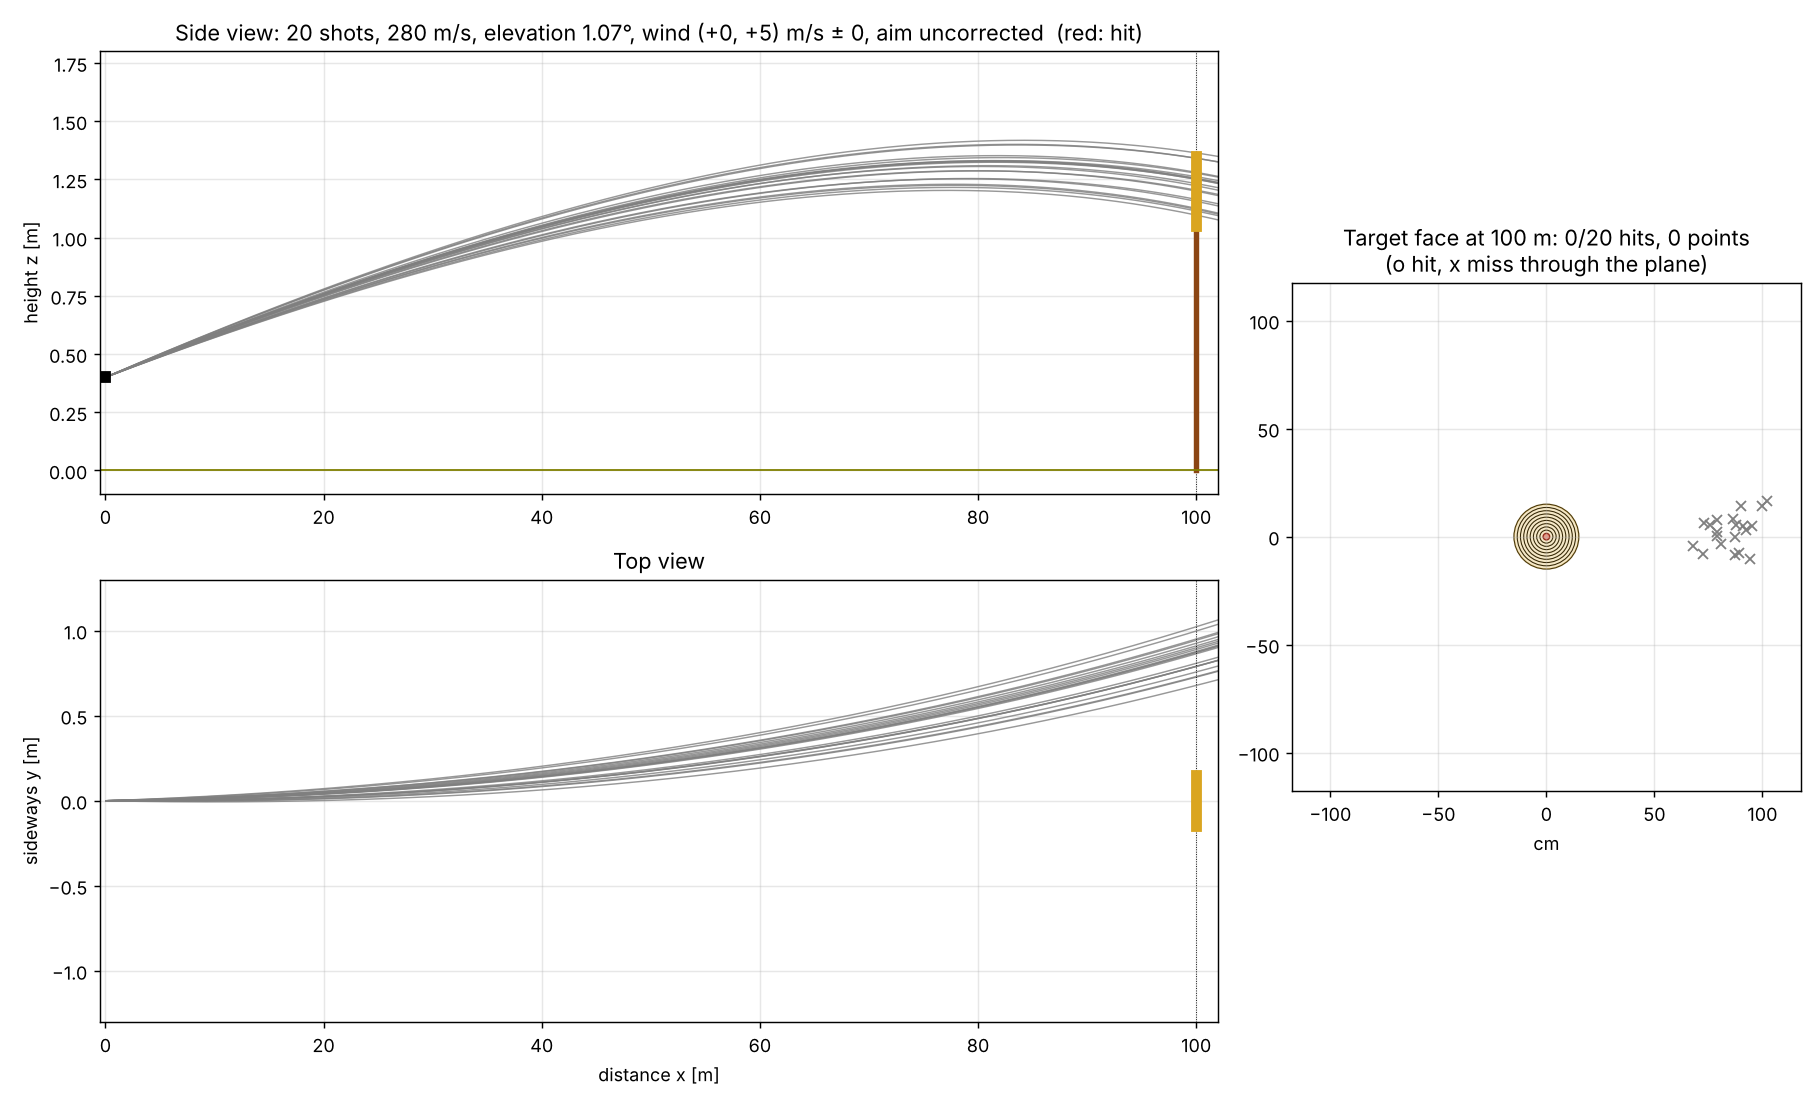 Side view: 20 shots, 280 m/s, elevation 1.07°, wind (+0, +5) m/s ± 0, aim uncorrected  (red: hit)
1.75
1.50
1.25
1.00
0.75
0.50
0.25
0.00
height z [m]
0 20 40 60 80 100
Top view
1.0
0.5
0.0
−0.5
−1.0
sideways y [m]
0 20 40 60 80 100
distance x [m]
Target face at 100 m: 0/20 hits, 0 points
(o hit, x miss through the plane)
100
50
0
−50
−100
−100 −50 0 50 100
cm